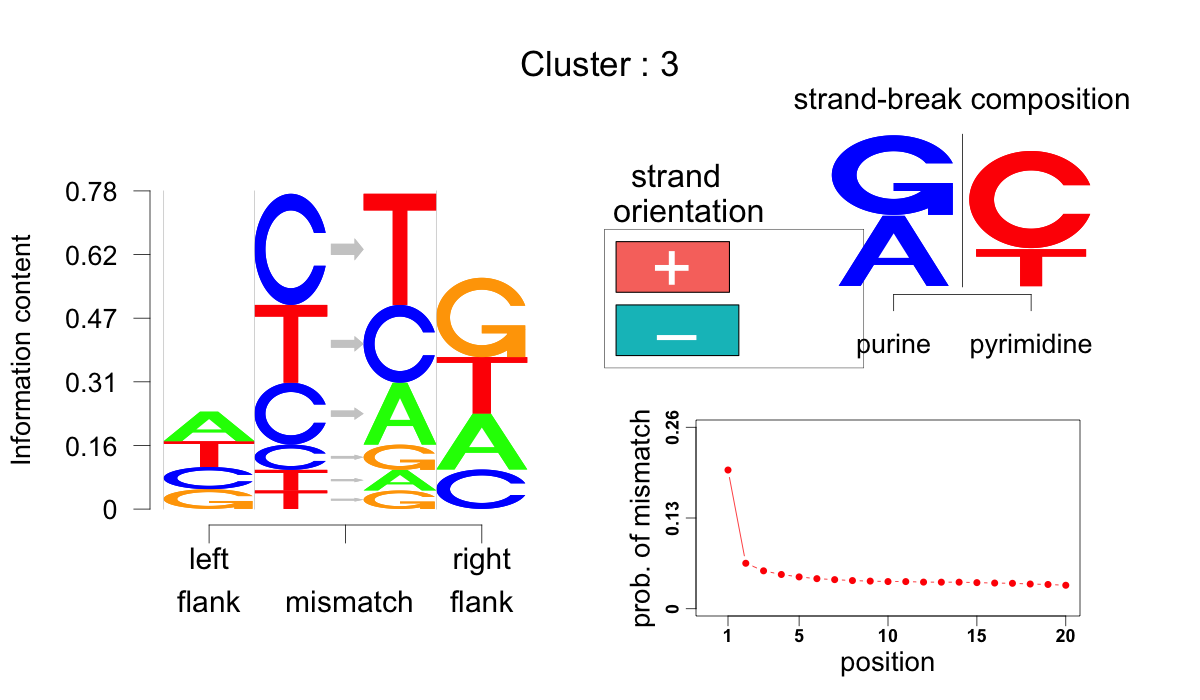 Cluster : 3
strand-break composition
G C
A T
purine pyrimidine
strand
orientation
+
−
Information content
0.78
0.62
0.47
0.31
0.16
0
A T C G
C T C C T T
T C A G A G
G T A C
left
flank
mismatch
right
flank
prob. of mismatch
0.26
0.13
0
1 5 10 15 20
position